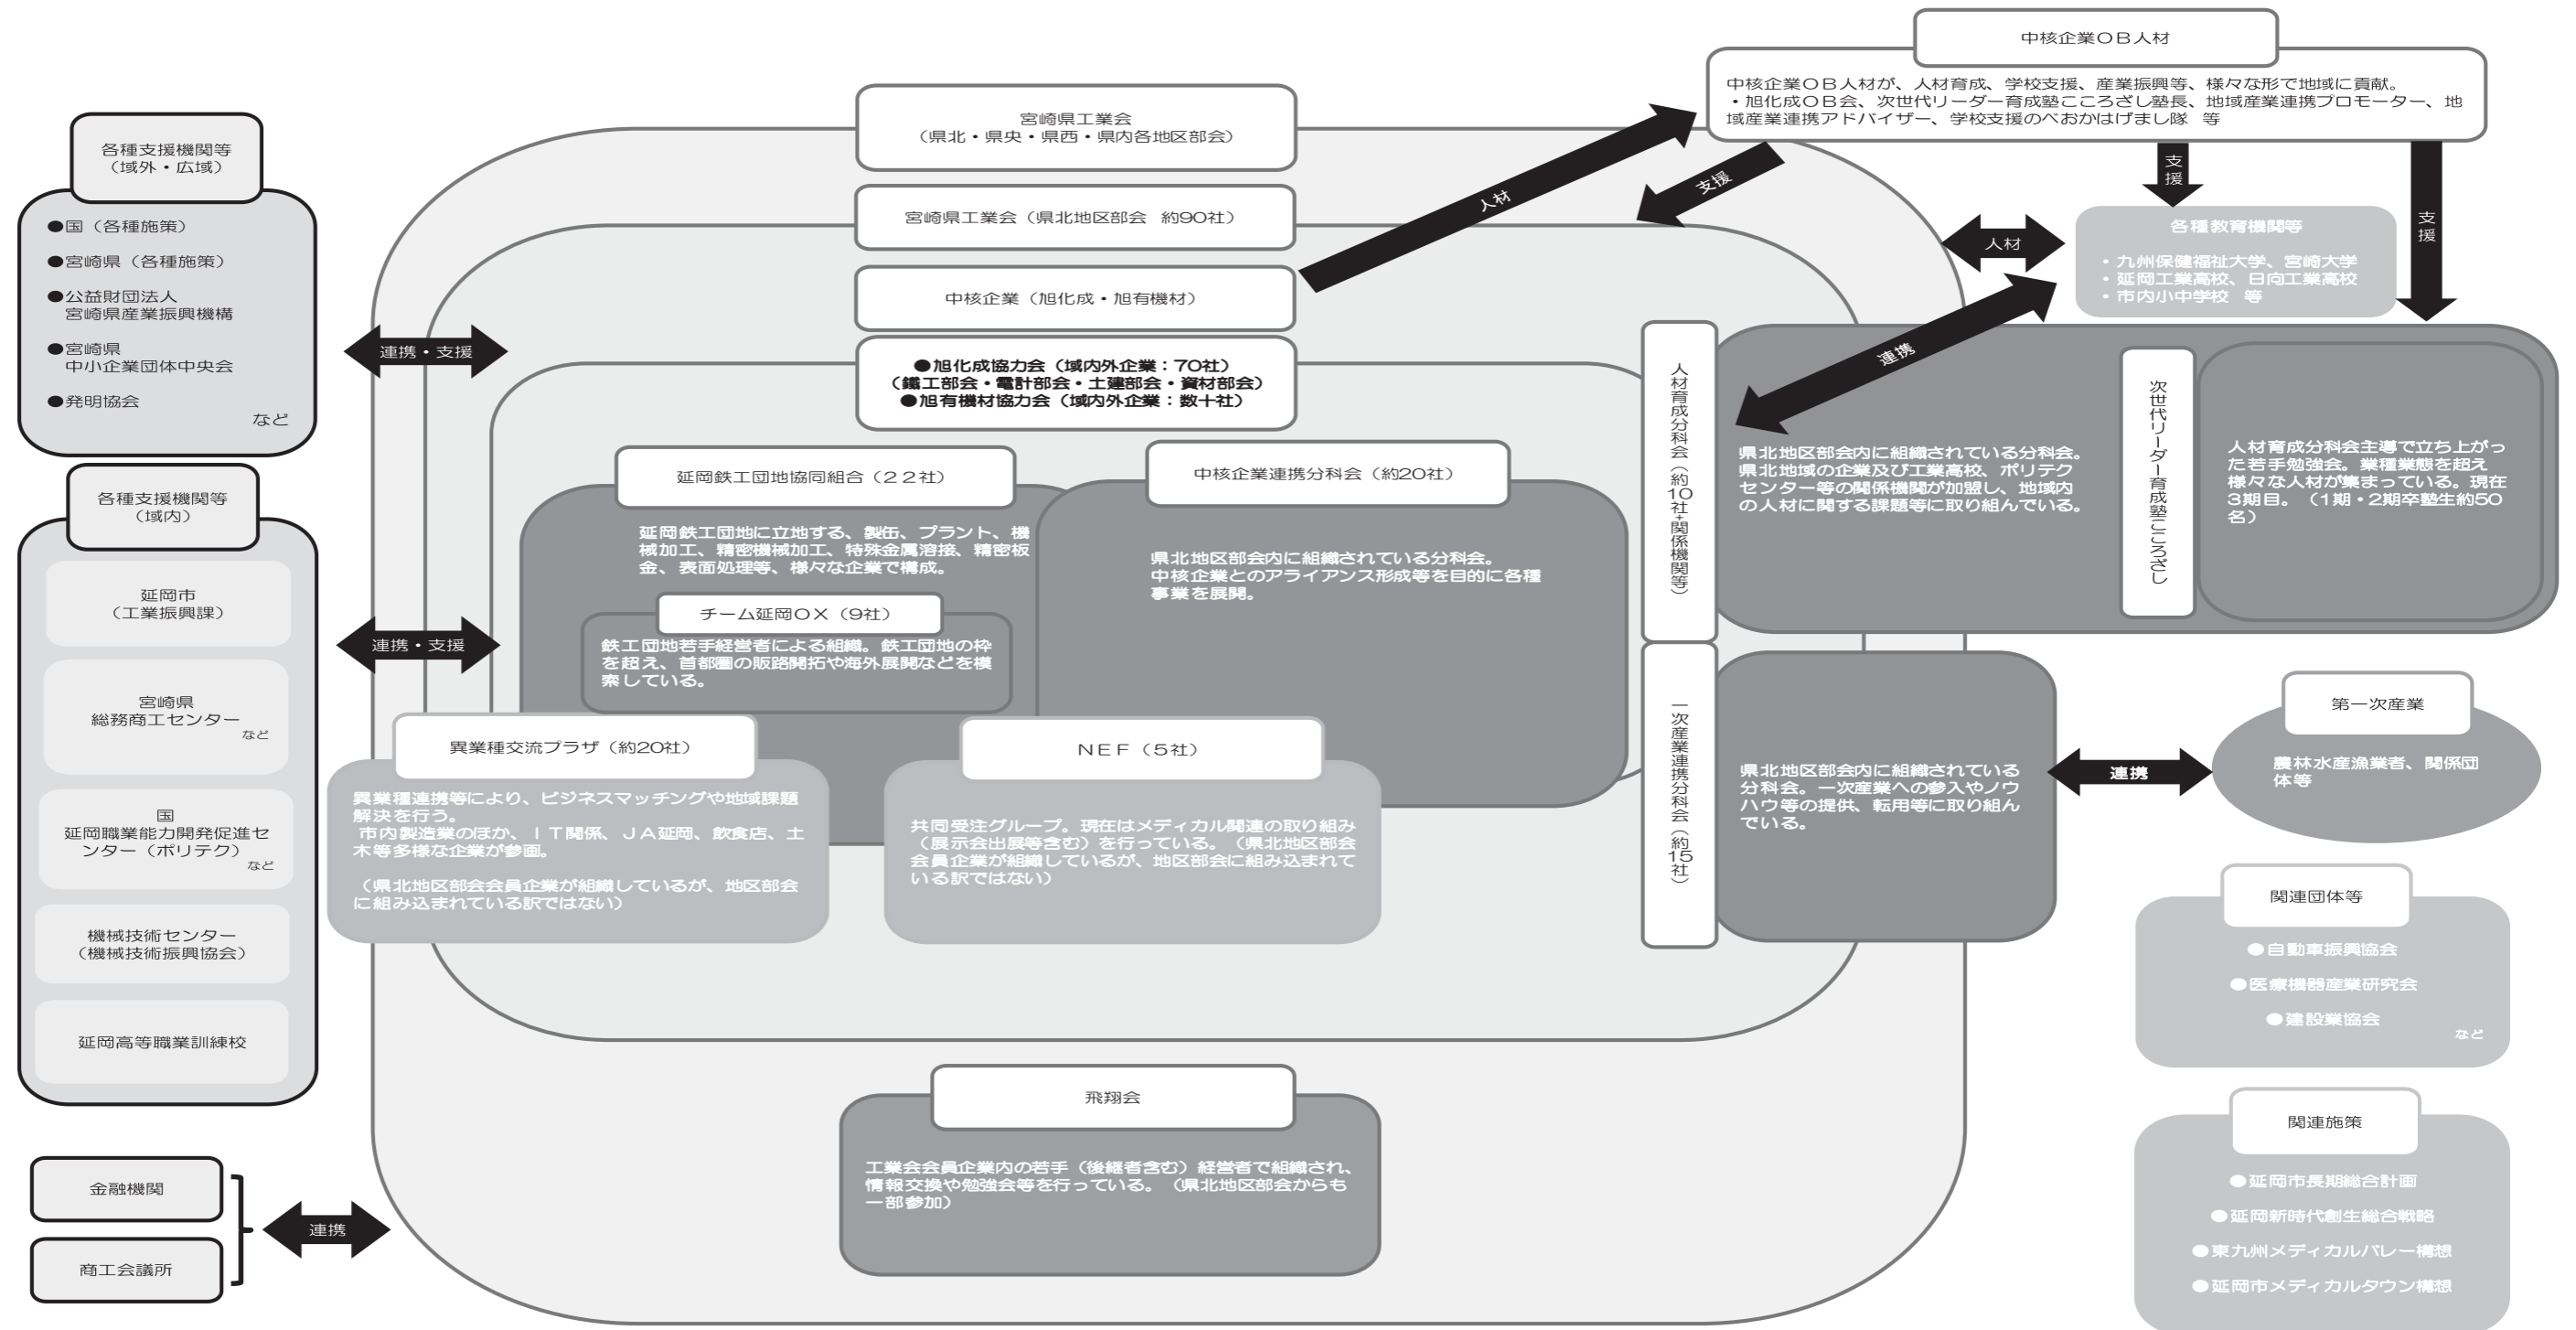 中核企業ＯＢ人材
中核企業ＯＢ人材が、人材育成、学校支援、産業振興等、様々な形で地域に貢献。
・旭化成ＯＢ会、次世代リーダー育成塾こころざし塾長、地域産業連携プロモーター、地
域産業連携アドバイザー、学校支援のべおかはげまし隊 等
宮崎県工業会
（県北・県央・県西・県内各地区部会）
宮崎県工業会（県北地区部会 約90社）
中核企業（旭化成・旭有機材）
●旭化成協力会（域内外企業：70社）
（鐵工部会・電計部会・土建部会・資材部会）
●旭有機材協力会（域内外企業：数十社）
人材
支援
支援
支援
人材
連携
各種教育機関等
・九州保健福祉大学、宮崎大学
・延岡工業高校、日向工業高校
・市内小中学校 等
各種支援機関等
（域外・広域）
●国（各種施策）
●宮崎県（各種施策）
●公益財団法人
宮崎県産業振興機構
●宮崎県
中小企業団体中央会
●発明協会
など
連携・支援
各種支援機関等
（域内）
延岡市
（工業振興課）
宮崎県
総務商工センター
など
国
延岡職業能力開発促進セ
ンター（ポリテク）
など
機械技術センター
（機械技術振興協会）
延岡高等職業訓練校
連携・支援
金融機関
商工会議所
連携
延岡鉄工団地協同組合（２２社）
延岡鉄工団地に立地する、製缶、プラント、機
械加工、精密機械加工、特殊金属溶接、精密板
金、表面処理等、様々な企業で構成。
チーム延岡ＯＸ（9社）
鉄工団地若手経営者による組織。鉄工団地の枠
を超え、首都圏の販路開拓や海外展開などを模
索している。
中核企業連携分科会（約20社）
県北地区部会内に組織されている分科会。
中核企業とのアライアンス形成等を目的に各種
事業を展開。
異業種交流プラザ（約20社）
異業種連携等により、ビジネスマッチングや地域課題
解決を行う。
市内製造業のほか、ＩＴ関係、ＪＡ延岡、飲食店、土
木等多様な企業が参画。
（県北地区部会会員企業が組織しているが、地区部会
に組み込まれている訳ではない）
ＮＥＦ（５社）
共同受注グループ。現在はメディカル関連の取り組み
（展示会出展等含む）を行っている。（県北地区部会
会員企業が組織しているが、地区部会に組み込まれて
いる訳ではない）
人材育成分科会（約10社+関係機関等）
県北地区部会内に組織されている分科会。
県北地域の企業及び工業高校、ポリテク
センター等の関係機関が加盟し、地域内
の人材に関する課題等に取り組んでいる。
次世代リーダー育成塾こころざし
人材育成分科会主導で立ち上がっ
た若手勉強会。業種業態を超え
様々な人材が集まっている。現在
3期目。（1期・2期卒塾生約50
名）
一次産業連携分科会（約15社）
県北地区部会内に組織されている
分科会。一次産業への参入やノウ
ハウ等の提供、転用等に取り組ん
でいる。
連携
第一次産業
農林水産漁業者、関係団
体等
関連団体等
●自動車振興協会
●医療機器産業研究会
●建設業協会
など
関連施策
●延岡市長期総合計画
●延岡新時代創生総合戦略
●東九州メディカルバレー構想
●延岡市メディカルタウン構想
飛翔会
工業会会員企業内の若手（後継者含む）経営者で組織され、
情報交換や勉強会等を行っている。（県北地区部会からも
一部参加）